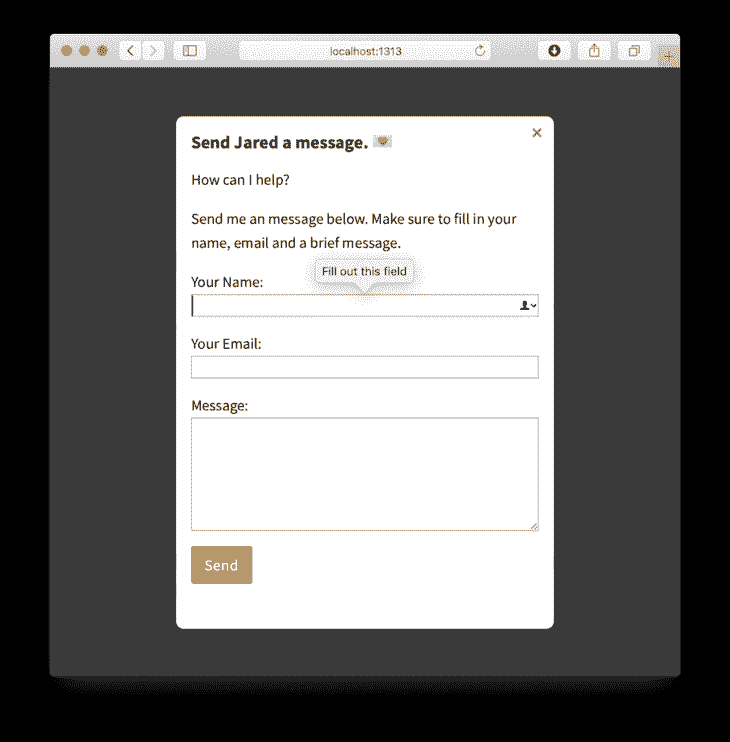 localhost:1313
Send Jared a message. 💌
How can I help?
Send me an message below. Make sure to fill in your
name, email and a brief message.
Fill out this field
Your Name:
Your Email:
Message:
Send